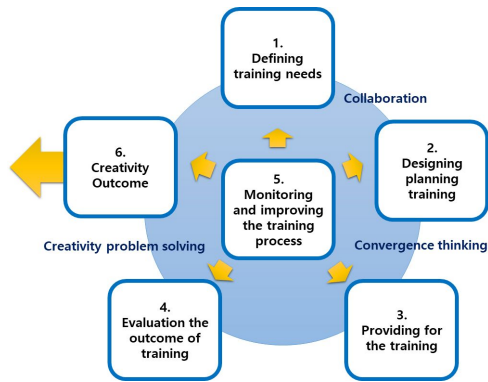 1.
Defining
training needs
Collaboration
2.
Designing
planning
training
6.
Creativity
Outcome
5.
Monitoring
and improving
the training
process
Creativity problem solving
Convergence thinking
4.
Evaluation the
outcome of
training
3.
Providing for
the training